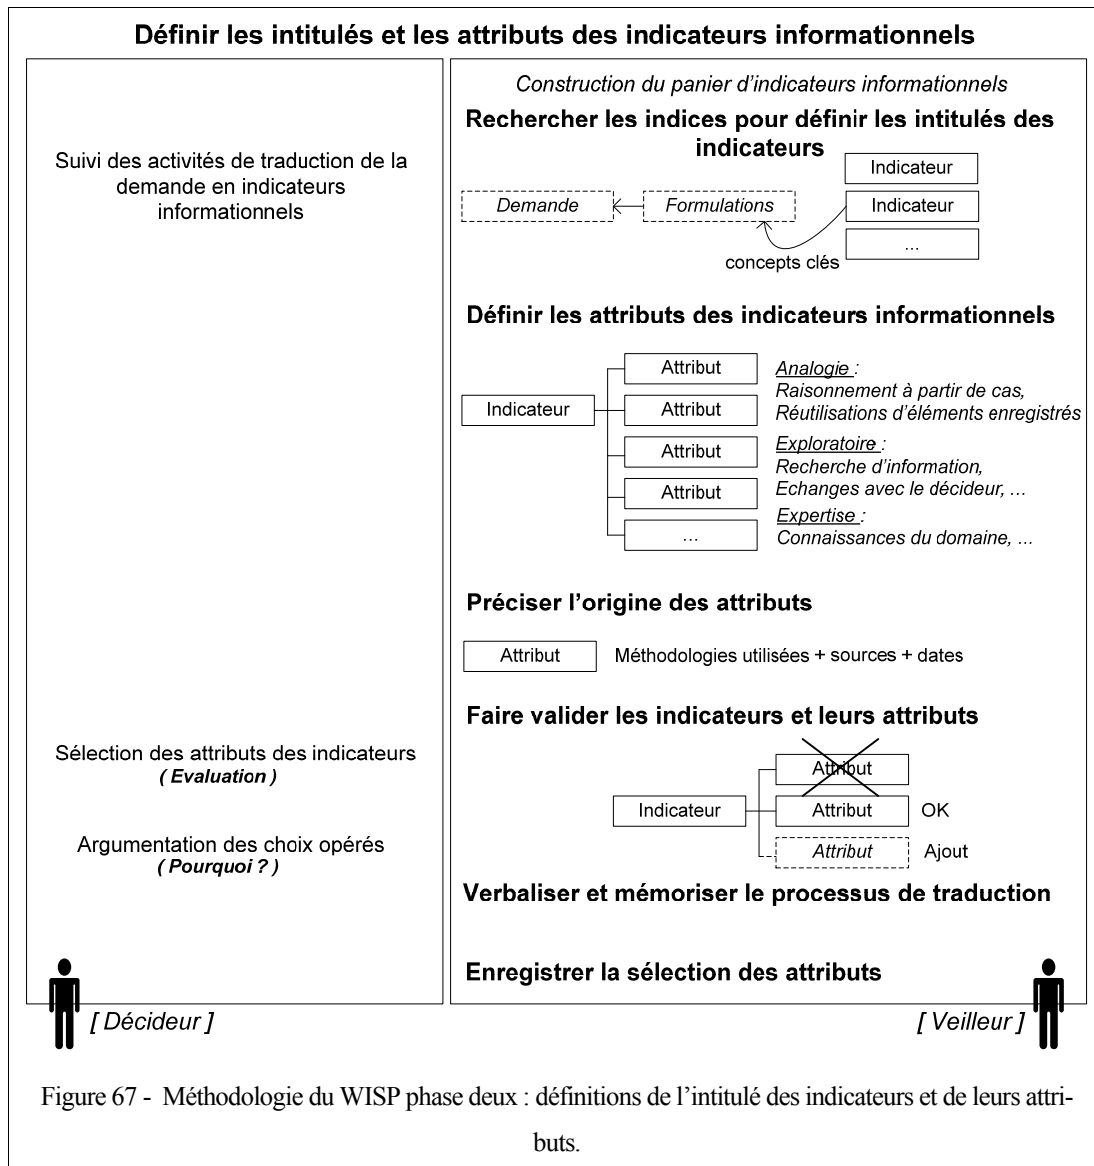 Définir les intitulés et les attributs des indicateurs informationnels
Suivi des activités de traduction de la
demande en indicateurs
informationnels
Sélection des attributs des indicateurs
( Evaluation )
Argumentation des choix opérés
( Pourquoi ? )
[ Décideur ]
Construction du panier d’indicateurs informationnels
Rechercher les indices pour définir les intitulés des
indicateurs
Indicateur
Demande
Formulations
Indicateur
...
concepts clés
Définir les attributs des indicateurs informationnels
Indicateur
Attribut
Attribut
Attribut
Attribut
...
Analogie :
Raisonnement à partir de cas,
Réutilisations d’éléments enregistrés
Exploratoire :
Recherche d’information,
Echanges avec le décideur, ...
Expertise :
Connaissances du domaine, ...
Préciser l’origine des attributs
Attribut
Méthodologies utilisées + sources + dates
Faire valider les indicateurs et leurs attributs
Attribut
Indicateur
Attribut
OK
Attribut
Ajout
Verbaliser et mémoriser le processus de traduction
Enregistrer la sélection des attributs
[ Veilleur ]
Figure 67 - Méthodologie du WISP phase deux : définitions de l’intitulé des indicateurs et de leurs attri-
buts.